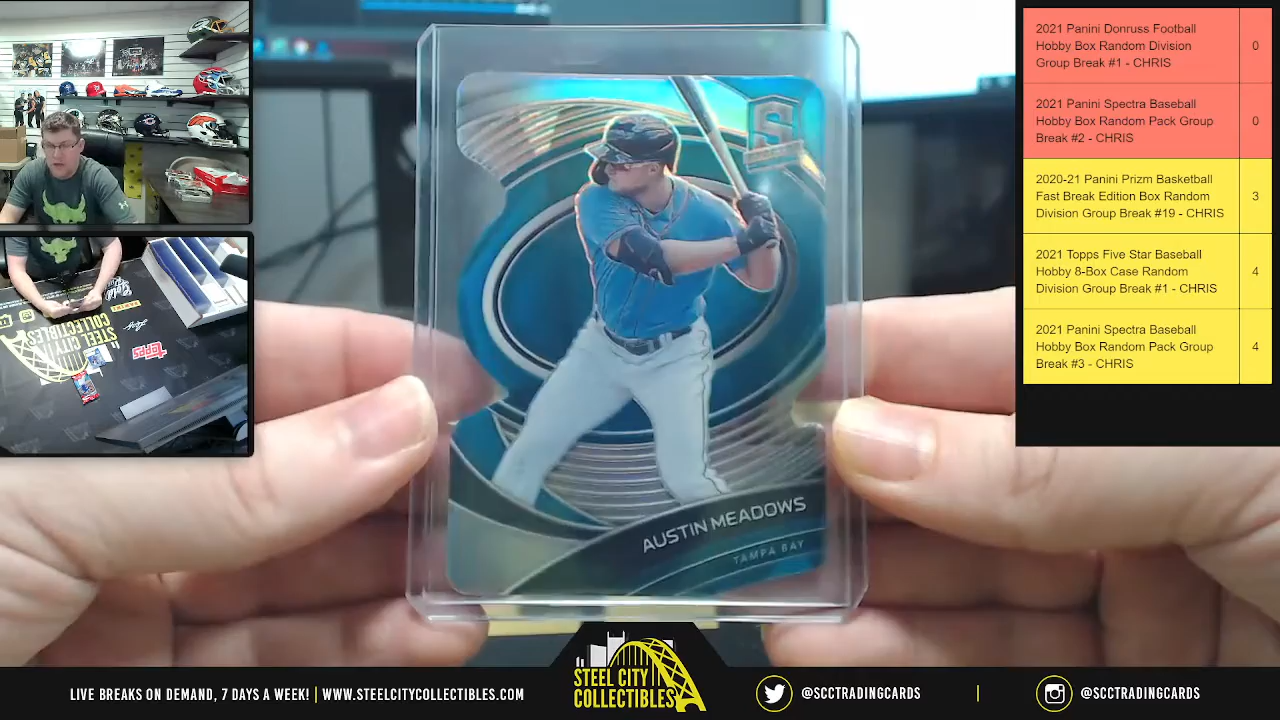 2021 Panini Donruss Football
Hobby Box Random Division
Group Break #1 - CHRIS
0
2021 Panini Spectra Baseball
Hobby Box Random Pack Group
Break #2 - CHRIS
0
2020-21 Panini Prizm Basketball
Fast Break Edition Box Random
Division Group Break #19 - CHRIS
3
2021 Topps Five Star Baseball
Hobby 8-Box Case Random
Division Group Break #1 - CHRIS
4
2021 Panini Spectra Baseball
Hobby Box Random Pack Group
Break #3 - CHRIS
4
S
AUSTIN MEADOWS
TAMPA BAY
STEEL CITY
COLLECTIBLES
topps
LIVE BREAKS ON DEMAND, 7 DAYS A WEEK! | WWW.STEELCITYCOLLECTIBLES.COM
STEEL CITY
COLLECTIBLES
@SCCTRADINGCARDS
|
@SCCTRADINGCARDS